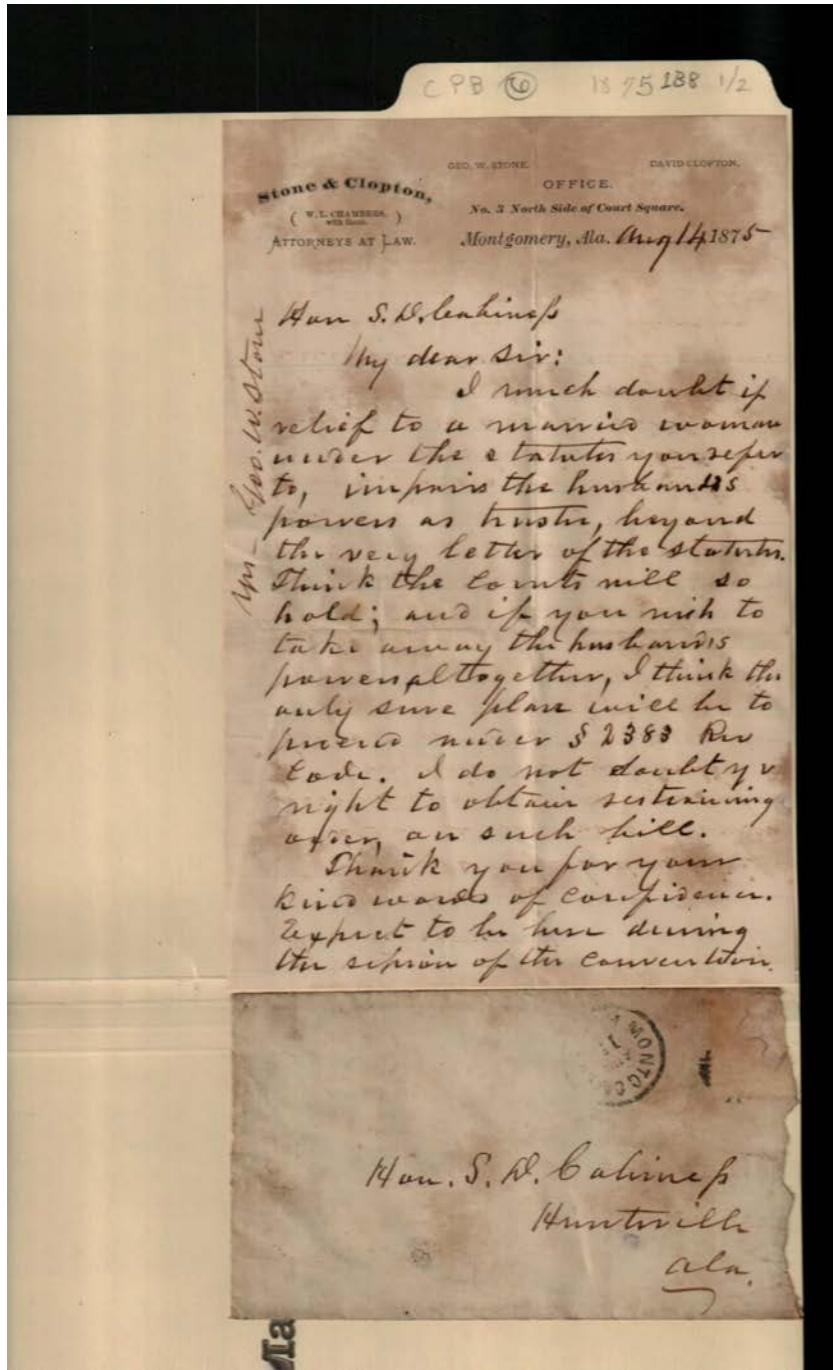 CPB 6 1875 188 1/2
GEO. W. STONE. DAVID CLOPTON.
Stone & Clopton,
( W. L. CHAMBERS, with them. )
ATTORNEYS AT LAW.
OFFICE.
No. 3 North Side of Court Square.
Montgomery, Ala. Aug 14 1875
Hon S. D. Cabiness
My dear Sir:
I much doubt if
relief to a married woman
under the statutes you refer
to, impairs the husband's
powers as trustee, beyond
the very letter of the statutes.
Think the Courts will so
hold; and if you wish to
take away the husband's
powers altogether, I think the
only sure plan will be to
proceed under § 2383 Rev
Code. I do not doubt yr
right to obtain restraining
order, on such bill.
Thank you for your
kind words of confidence.
Expect to be here during
the session of the convention.
Yrs – Geo. W. Stone
MONTGO
Hon. S. D. Cabiness
Huntsville
Ala.
Ma